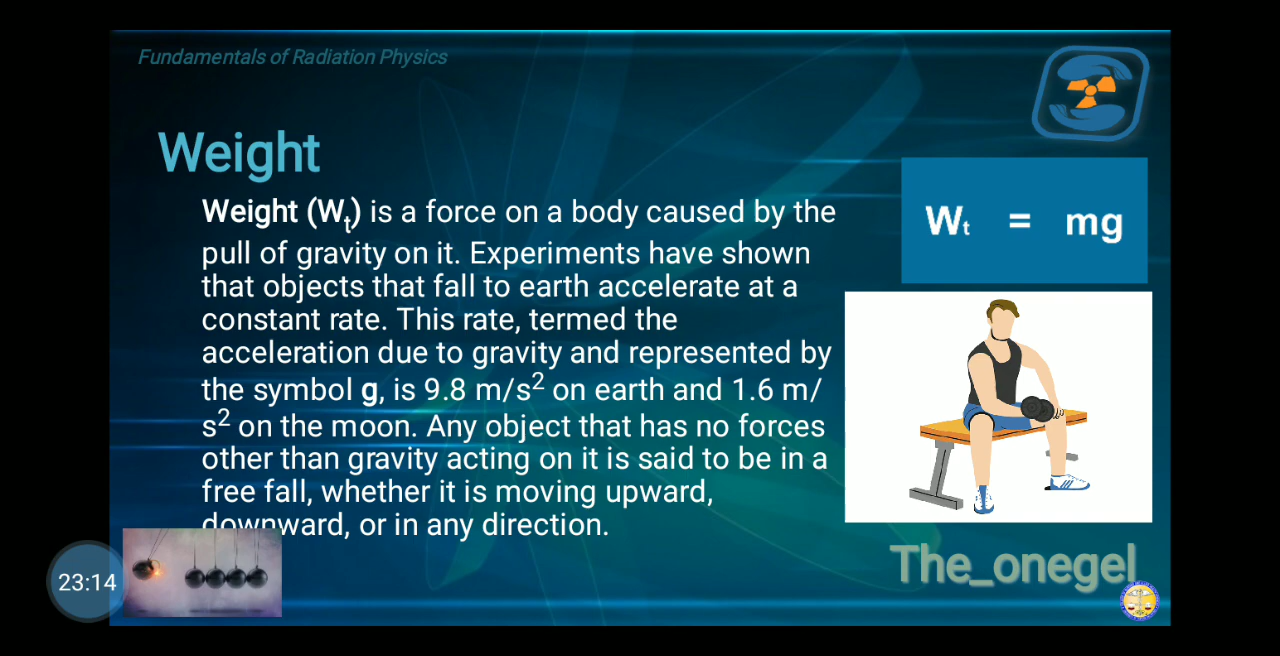 Fundamentals of Radiation Physics
Weight
Weight (Wt) is a force on a body caused by the
pull of gravity on it. Experiments have shown
that objects that fall to earth accelerate at a
constant rate. This rate, termed the
acceleration due to gravity and represented by
the symbol g, is 9.8 m/s2 on earth and 1.6 m/
s2 on the moon. Any object that has no forces
other than gravity acting on it is said to be in a
free fall, whether it is moving upward,
downward, or in any direction.
Wt = mg
The_onegel
23:14